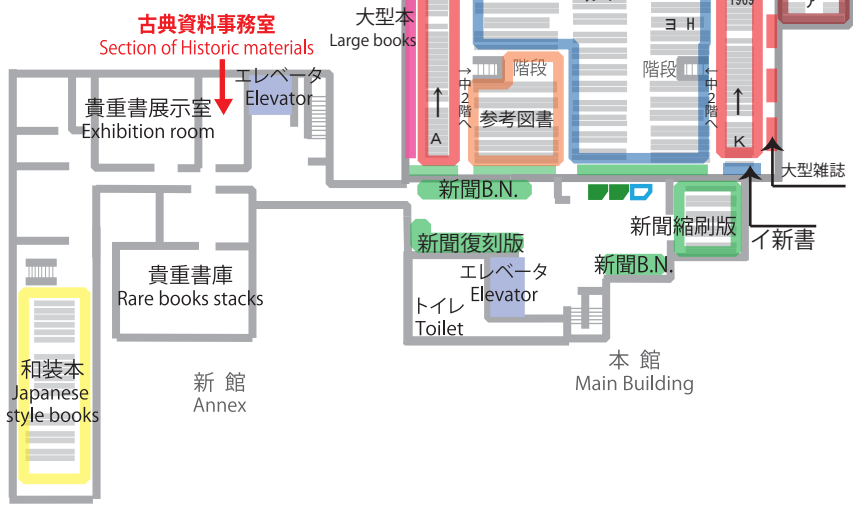 古典資料事務室
Section of Historic materials
大型本
Large books
1969
ア
ヨ
H
階段
階段
→中2階へ
←中2階へ
エレベータ
Elevator
貴重書展示室
Exhibition room
参考図書
A
K
大型雑誌
新聞B.N.
新聞縮刷版
イ新書
新聞復刻版
新聞B.N.
貴重書庫
Rare books stacks
エレベータ
Elevator
トイレ
Toilet
和装本
Japanese
style books
新 館
Annex
本 館
Main Building